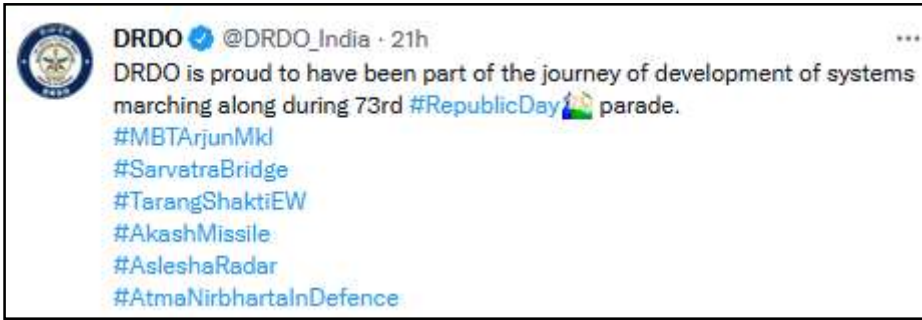 DRDO @DRDO_India · 21h
DRDO is proud to have been part of the journey of development of systems
marching along during 73rd #RepublicDay parade.
#MBTArjunMkI
#SarvatraBridge
#TarangShaktiEW
#AkashMissile
#AsleshaRadar
#AtmaNirbhartaInDefence